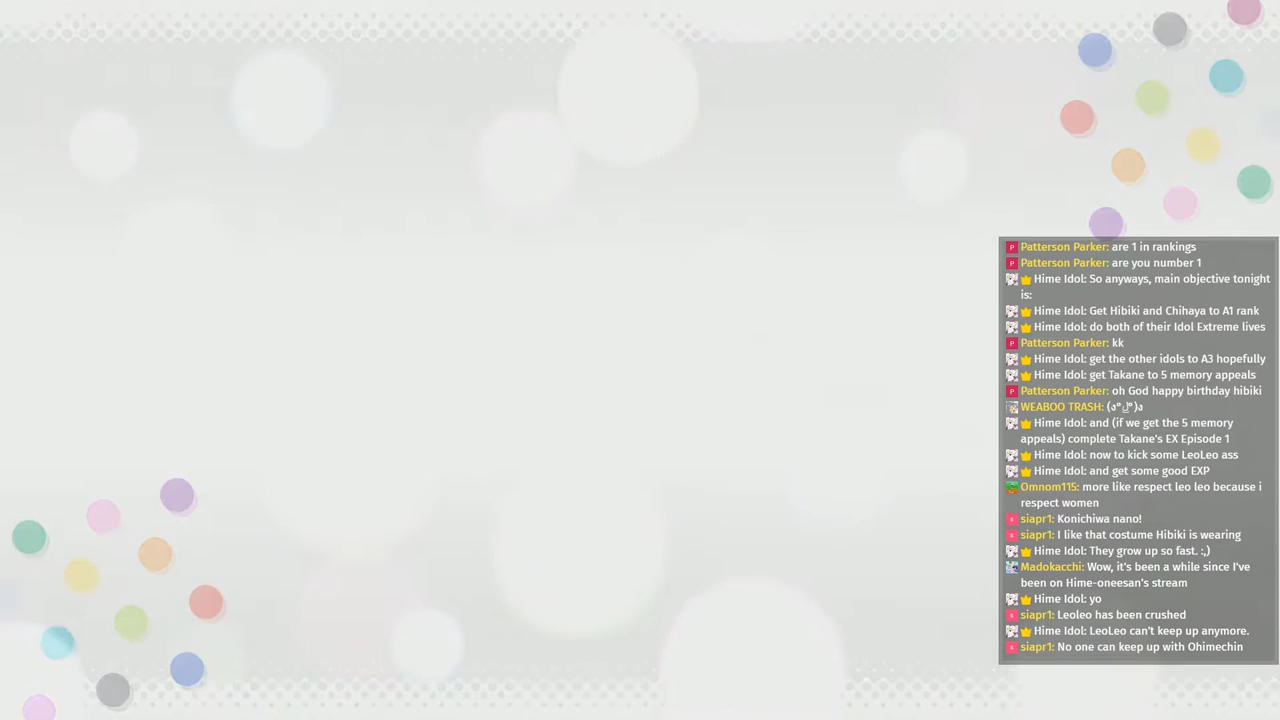 P Patterson Parker: are 1 in rankings
P Patterson Parker: are you number 1
Hime Idol: So anyways, main objective tonight
is:
Hime Idol: Get Hibiki and Chihaya to A1 rank
Hime Idol: do both of their Idol Extreme lives
P Patterson Parker: kk
Hime Idol: get the other idols to A3 hopefully
Hime Idol: get Takane to 5 memory appeals
P Patterson Parker: oh God happy birthday hibiki
WEABOO TRASH: (ง°ل͜°)ง
Hime Idol: and (if we get the 5 memory
appeals) complete Takane's EX Episode 1
Hime Idol: now to kick some LeoLeo ass
Hime Idol: and get some good EXP
Omnom115: more like respect leo leo because i
respect women
s siapr1: Konichiwa nano!
s siapr1: I like that costume Hibiki is wearing
Hime Idol: They grow up so fast. :,)
Madokacchi: Wow, it's been a while since I've
been on Hime-oneesan's stream
Hime Idol: yo
s siapr1: Leoleo has been crushed
Hime Idol: LeoLeo can't keep up anymore.
s siapr1: No one can keep up with Ohimechin